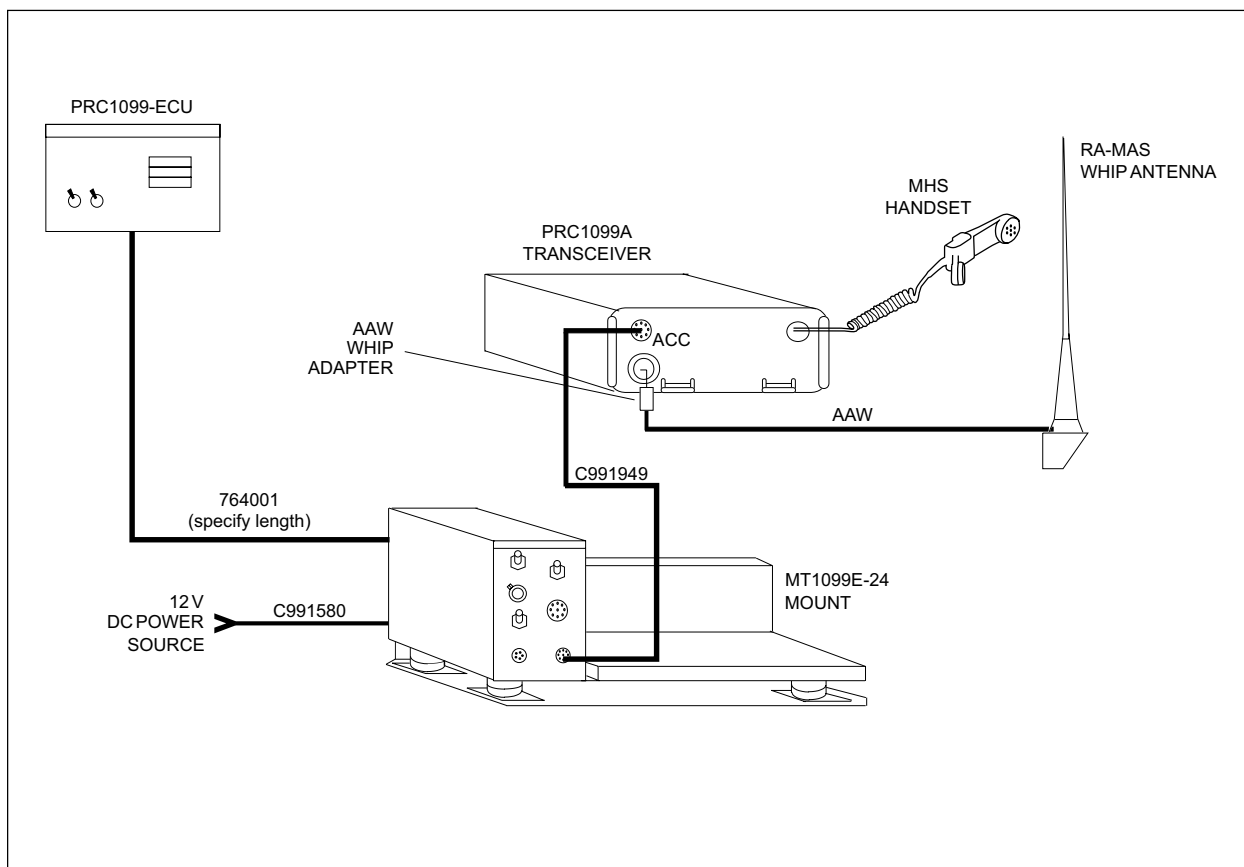 PRC1099-ECU
RA-MAS
WHIP ANTENNA
MHS
HANDSET
PRC1099A
TRANSCEIVER
AAW
WHIP
ADAPTER
ACC
AAW
C991949
764001
(specify length)
MT1099E-24
MOUNT
12 V
DC POWER
SOURCE
C991580